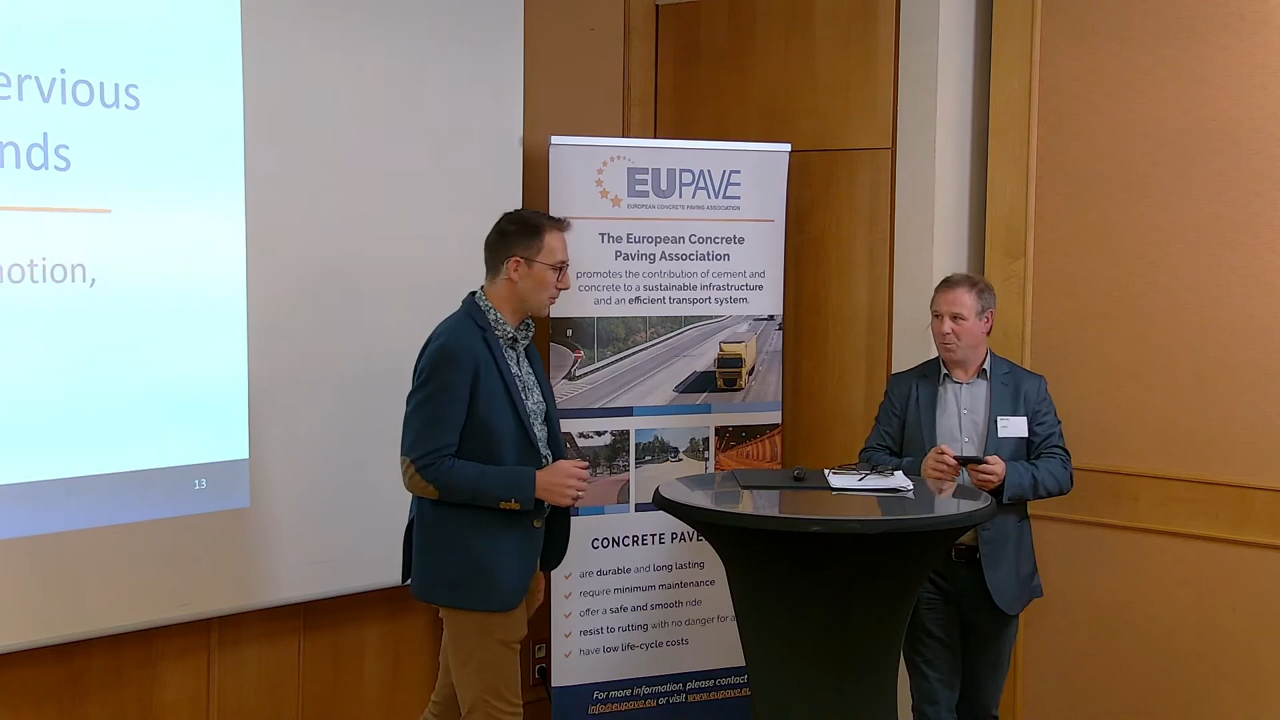 ervious
nds
notion,
13
EUPAVE
EUROPEAN CONCRETE PAVING ASSOCIATION
The European Concrete
Paving Association
promotes the contribution of cement and
concrete to a sustainable infrastructure
and an efficient transport system.
CONCRETE PAVE
are durable and long lasting
require minimum maintenance
offer a safe and smooth ride
resist to rutting with no danger for a
have low life-cycle costs
For more information, please contact
info@eupave.eu or visit www.eupave.eu